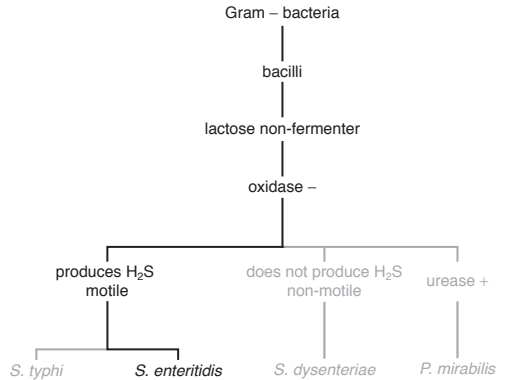 Gram – bacteria
bacilli
lactose non-fermenter
oxidase –
produces H₂S
motile
does not produce H₂S
non-motile
urease +
S. typhi
S. enteritidis
S. dysenteriae
P. mirabilis